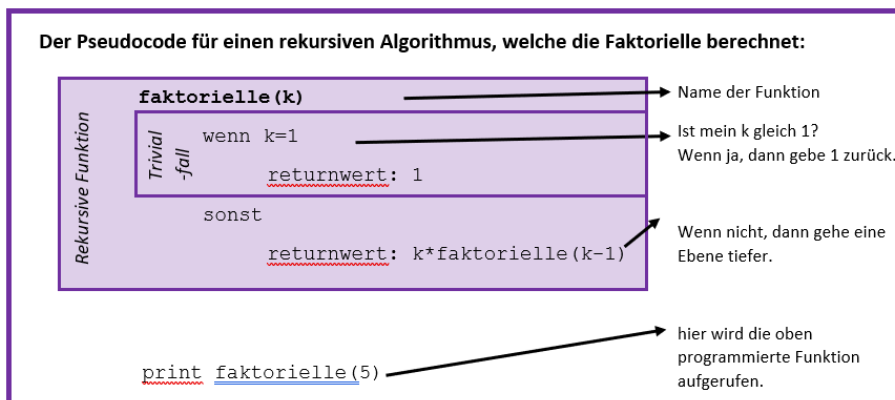 Der Pseudocode für einen rekursiven Algorithmus, welche die Faktorielle berechnet:
Rekursive Funktion
faktorielle(k)
Name der Funktion
Trivial
-fall
wenn k=1
returnwert: 1
Ist mein k gleich 1?
Wenn ja, dann gebe 1 zurück.
sonst
returnwert: k*faktorielle(k-1)
Wenn nicht, dann gehe eine
Ebene tiefer.
print faktorielle(5)
hier wird die oben
programmierte Funktion
aufgerufen.